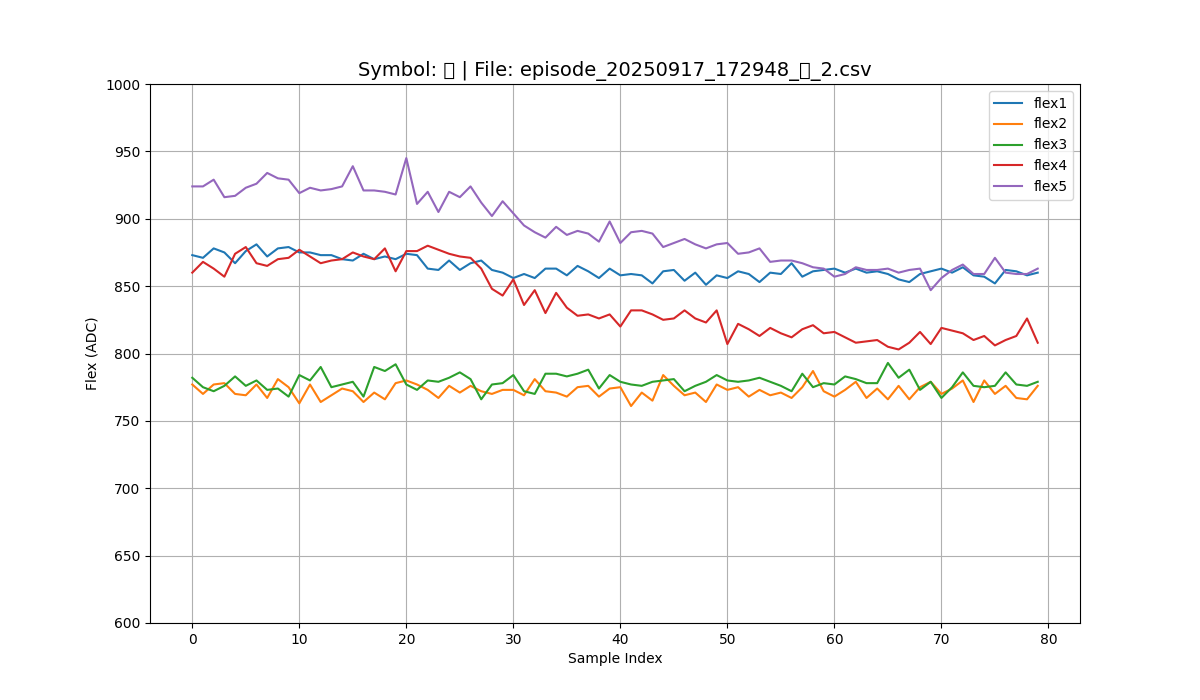 Symbol: ▯ | File: episode_20250917_172948_▯_2.csv
1000
950
900
850
800
750
700
650
600
Flex (ADC)
0 10 20 30 40 50 60 70 80
Sample Index
flex1
flex2
flex3
flex4
flex5